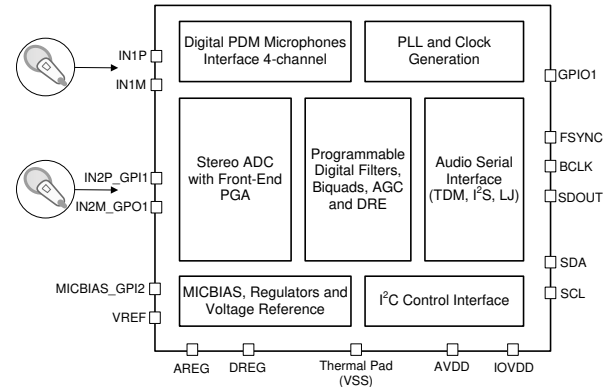 Digital PDM Microphones
Interface 4-channel
PLL and Clock
Generation
IN1P
IN1M
GPIO1
FSYNC
BCLK
SDOUT
Stereo ADC
with Front-End
PGA
Programmable
Digital Filters,
Biquads, AGC
and DRE
Audio Serial
Interface
(TDM, I²S, LJ)
IN2P_GPI1
IN2M_GPO1
SDA
SCL
MICBIAS_GPI2
VREF
MICBIAS, Regulators and
Voltage Reference
I²C Control Interface
AREG
DREG
Thermal Pad
(VSS)
AVDD
IOVDD